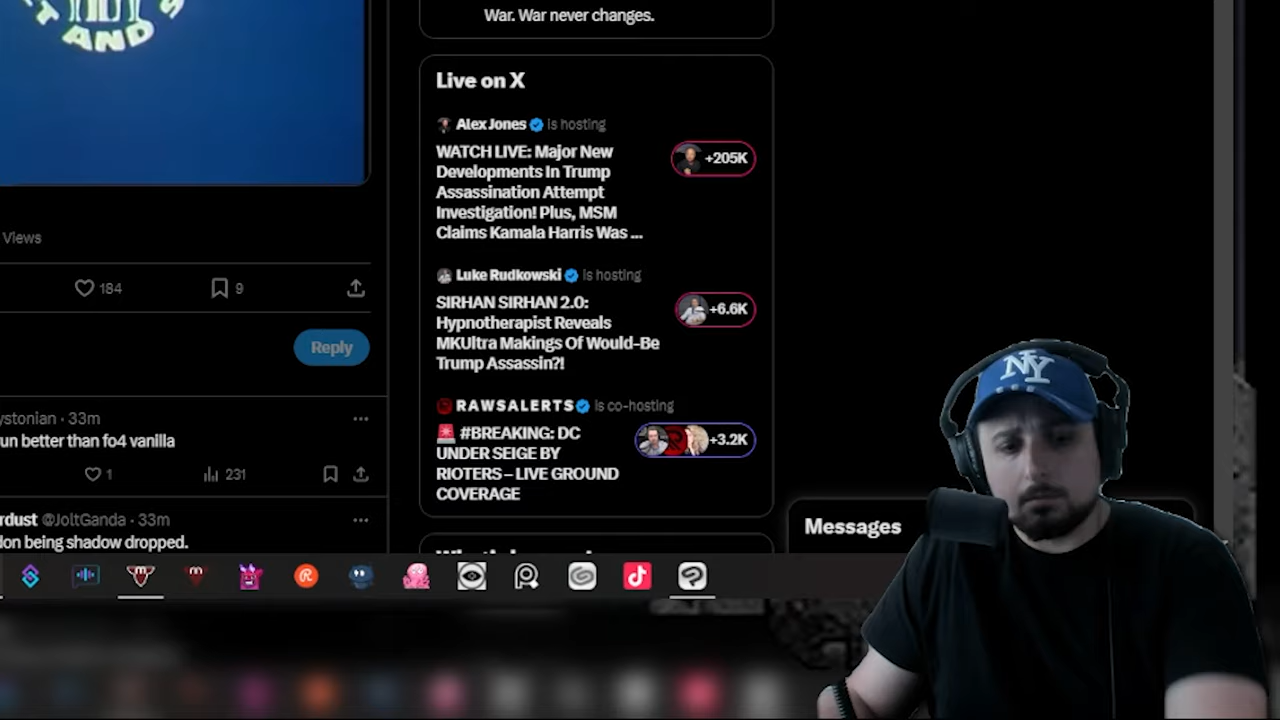 AND
War. War never changes.
Live on X
Alex Jones is hosting
WATCH LIVE: Major New
Developments In Trump
Assassination Attempt
Investigation! Plus, MSM
Claims Kamala Harris Was ...
+205K
Luke Rudkowski is hosting
SIRHAN SIRHAN 2.0:
Hypnotherapist Reveals
MKUltra Makings Of Would-Be
Trump Assassin?!
+6.6K
RAWSALERTS is co-hosting
🚨 #BREAKING: DC
UNDER SEIGE BY
RIOTERS – LIVE GROUND
COVERAGE
+3.2K
Views
184 9
Reply
ystonian · 33m
un better than fo4 vanilla
1 231
rdust @JoltGanda · 33m
don being shadow dropped.
Messages
NY